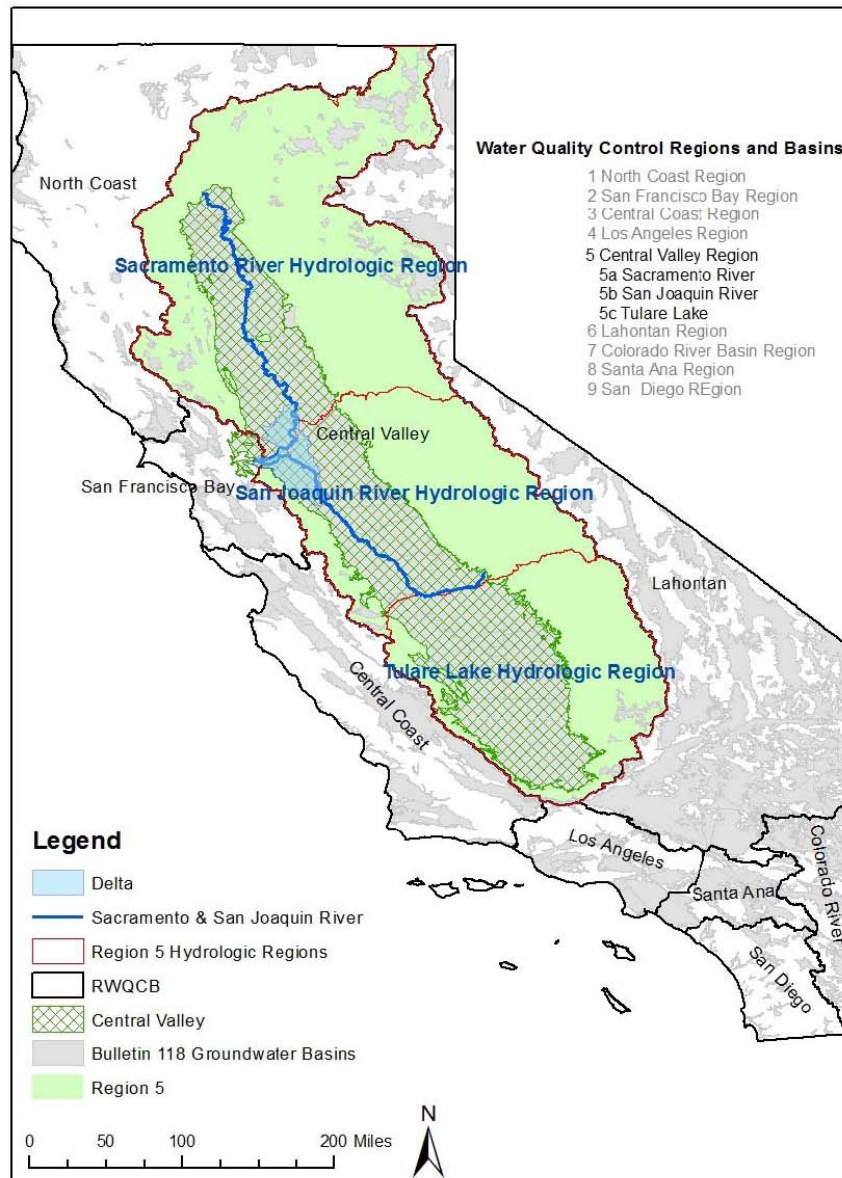 Water Quality Control Regions and Basins
1 North Coast Region
2 San Francisco Bay Region
3 Central Coast Region
4 Los Angeles Region
5 Central Valley Region
5a Sacramento River
5b San Joaquin River
5c Tulare Lake
6 Lahontan Region
7 Colorado River Basin Region
8 Santa Ana Region
9 San Diego REgion
North Coast
Sacramento River Hydrologic Region
Central Valley
San Francisco Bay
San Joaquin River Hydrologic Region
Lahontan
Tulare Lake Hydrologic Region
Central Coast
Los Angeles
Santa Ana
Colorado River
San Diego
Legend
Delta
Sacramento & San Joaquin River
Region 5 Hydrologic Regions
RWQCB
Central Valley
Bulletin 118 Groundwater Basins
Region 5
0 50 100 200 Miles
N